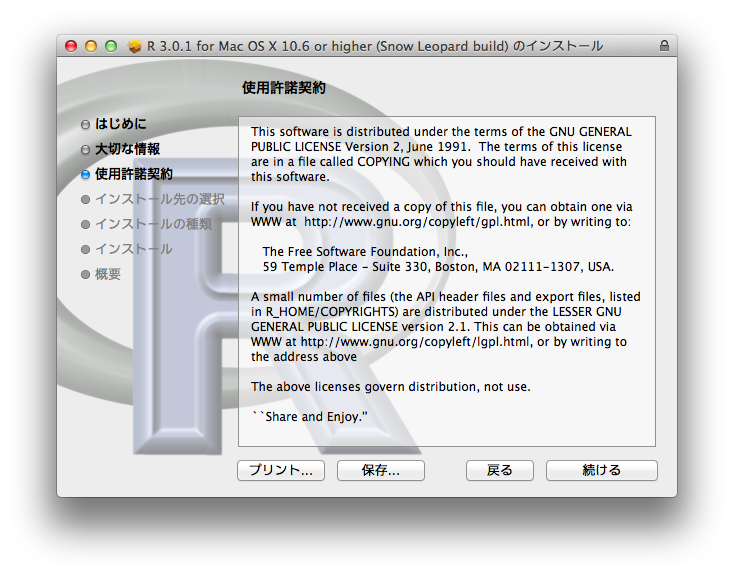 R 3.0.1 for Mac OS X 10.6 or higher (Snow Leopard build) のインストール
使用許諾契約
はじめに
大切な情報
使用許諾契約
インストール先の選択
インストールの種類
インストール
概要
This software is distributed under the terms of the GNU GENERAL
PUBLIC LICENSE Version 2, June 1991.  The terms of this license
are in a file called COPYING which you should have received with
this software.
If you have not received a copy of this file, you can obtain one via
WWW at  http://www.gnu.org/copyleft/gpl.html, or by writing to:
The Free Software Foundation, Inc.,
59 Temple Place - Suite 330, Boston, MA 02111-1307, USA.
A small number of files (the API header files and export files, listed
in R_HOME/COPYRIGHTS) are distributed under the LESSER GNU
GENERAL PUBLIC LICENSE version 2.1. This can be obtained via
WWW at http://www.gnu.org/copyleft/lgpl.html, or by writing to
the address above
The above licenses govern distribution, not use.
``Share and Enjoy.''
プリント...
保存...
戻る
続ける
R